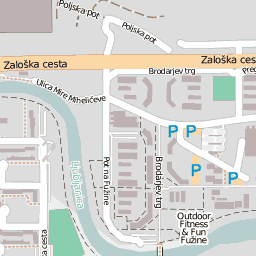 Poljska pot
Poljska pot
Zaloška cesta
Zaloška ces
Brodarjev trg
Ulica Mire Miheličeve
P
P
P
P
Ljubljanica
Pot na Fužine
Brodarjev trg
Outdoor
Fitness
& Fun
Fužine
cesta